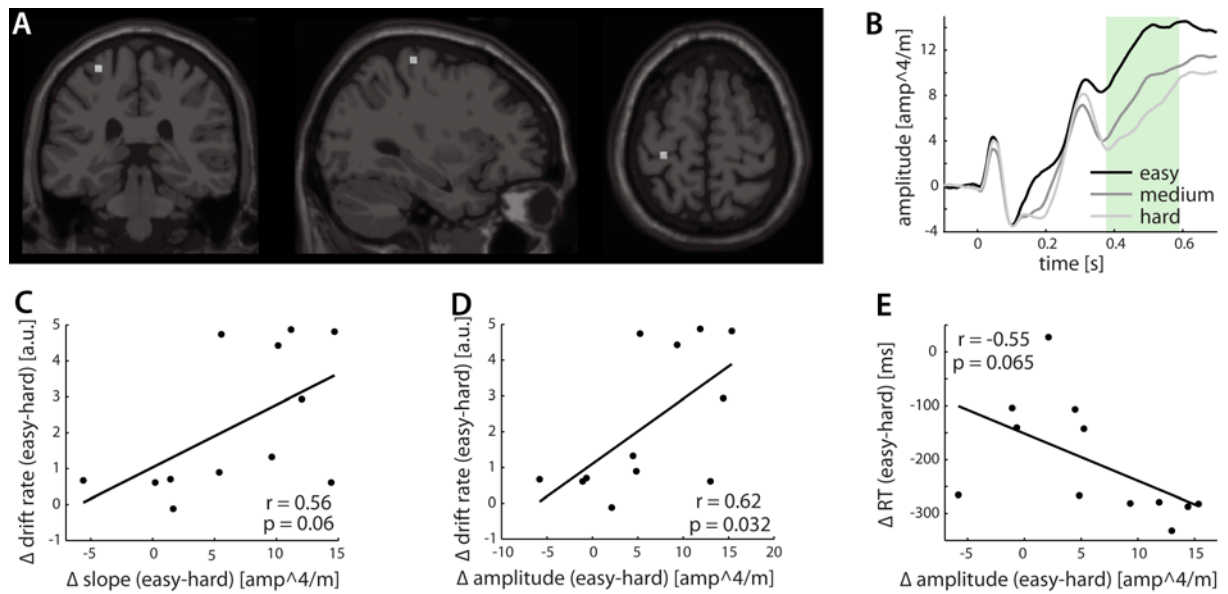 A
B
amplitude [amp^4/m]
12
8
4
0
-4
0
0.2
0.4
0.6
time [s]
easy
medium
hard
C
Δ drift rate (easy-hard) [a.u.]
5
4
3
2
1
0
-1
-5
0
5
10
15
r = 0.56
p = 0.06
Δ slope (easy-hard) [amp^4/m]
D
Δ drift rate (easy-hard) [a.u.]
5
4
3
2
1
0
-1
-10
-5
0
5
10
15
20
r = 0.62
p = 0.032
Δ amplitude (easy-hard) [amp^4/m]
E
Δ RT (easy-hard) [ms]
r = -0.55
p = 0.065
0
-100
-200
-300
-5
0
5
10
15
Δ amplitude (easy-hard) [amp^4/m]